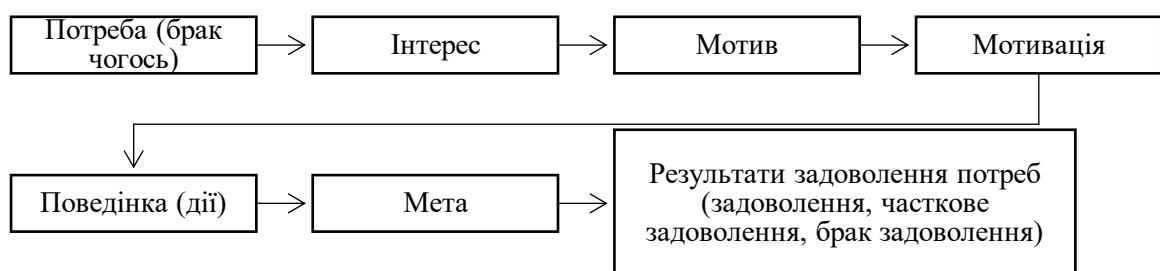 Потреба (брак
чогось)
Інтерес
Мотив
Мотивація
Поведінка (дії)
Мета
Результати задоволення потреб
(задоволення, часткове
задоволення, брак задоволення)